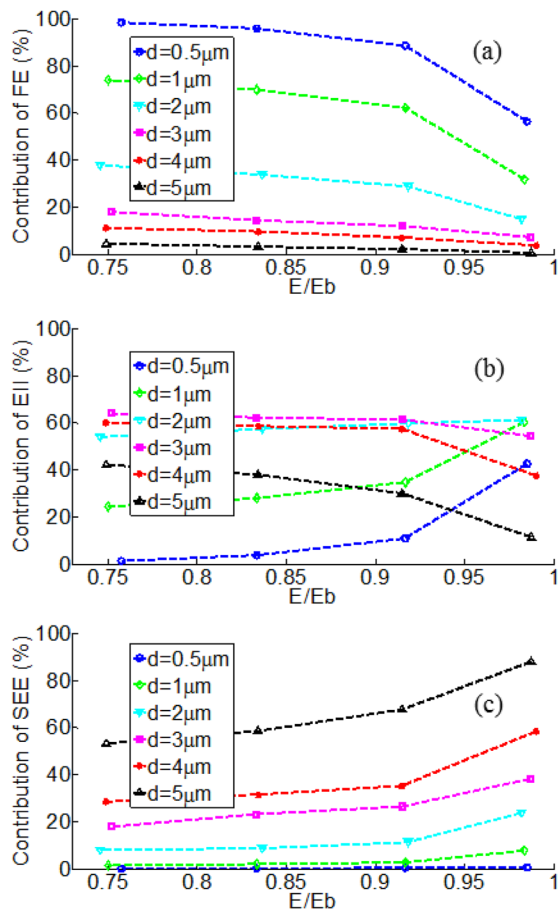 100
80
60
40
20
0
Contribution of FE (%)
(a)
d=0.5μm
d=1μm
d=2μm
d=3μm
d=4μm
d=5μm
0.75 0.8 0.85 0.9 0.95 1
E/Eb
100
80
60
40
20
0
Contribution of EII (%)
(b)
d=0.5μm
d=1μm
d=2μm
d=3μm
d=4μm
d=5μm
0.75 0.8 0.85 0.9 0.95 1
E/Eb
100
80
60
40
20
0
Contribution of SEE (%)
(c)
d=0.5μm
d=1μm
d=2μm
d=3μm
d=4μm
d=5μm
0.75 0.8 0.85 0.9 0.95 1
E/Eb